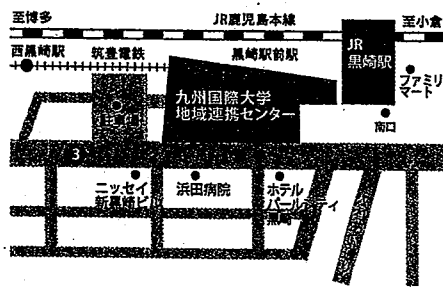 至博多
JR鹿児島本線
至小倉
西黒崎駅
筑豊電鉄
黒崎駅前駅
JR
黒崎駅
ファミリ
マート
九州国際大学
地域連携センター
南口
3
ニッセイ
新黒崎ビル
浜田病院
ホテル
パールシティ
黒崎